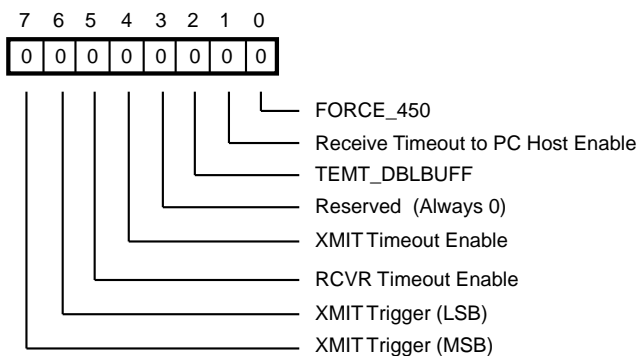 7 6 5 4 3 2 1 0
0 0 0 0 0 0 0 0
FORCE_450
Receive Timeout to PC Host Enable
TEMT_DBLBUFF
Reserved (Always 0)
XMIT Timeout Enable
RCVR Timeout Enable
XMIT Trigger (LSB)
XMIT Trigger (MSB)